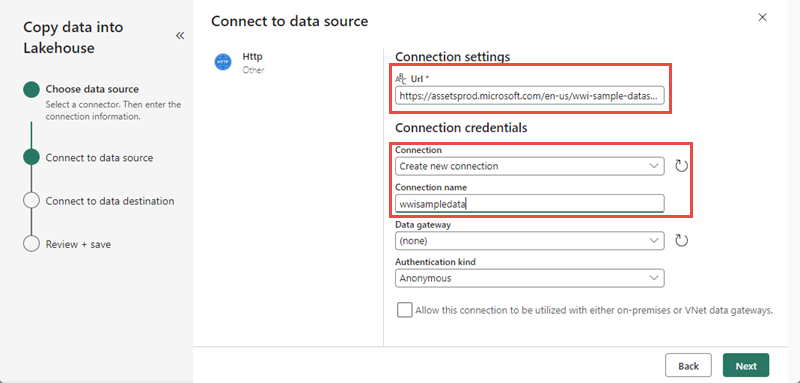 Copy data into
Lakehouse
Choose data source
Select a connector. Then enter the
connection information.
Connect to data source
Connect to data destination
Review + save
Connect to data source
HTTP
Http
Other
Connection settings
ABC Url *
https://assetsprod.microsoft.com/en-us/wwi-sample-datas...
Connection credentials
Connection
Create new connection
Connection name
wwisampledata
Data gateway
(none)
Authentication kind
Anonymous
Allow this connection to be utilized with either on-premises or VNet data gateways.
Back
Next